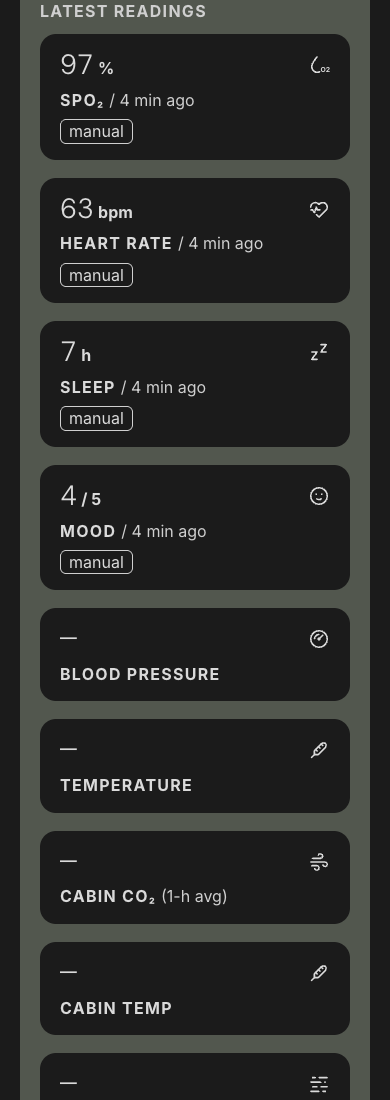 LATEST READINGS
97 %
O2
SPO₂ / 4 min ago
manual
63 bpm
HEART RATE / 4 min ago
manual
7 h
zZ
SLEEP / 4 min ago
manual
4 / 5
MOOD / 4 min ago
manual
—
BLOOD PRESSURE
—
TEMPERATURE
—
CABIN CO₂ (1-h avg)
—
CABIN TEMP
—